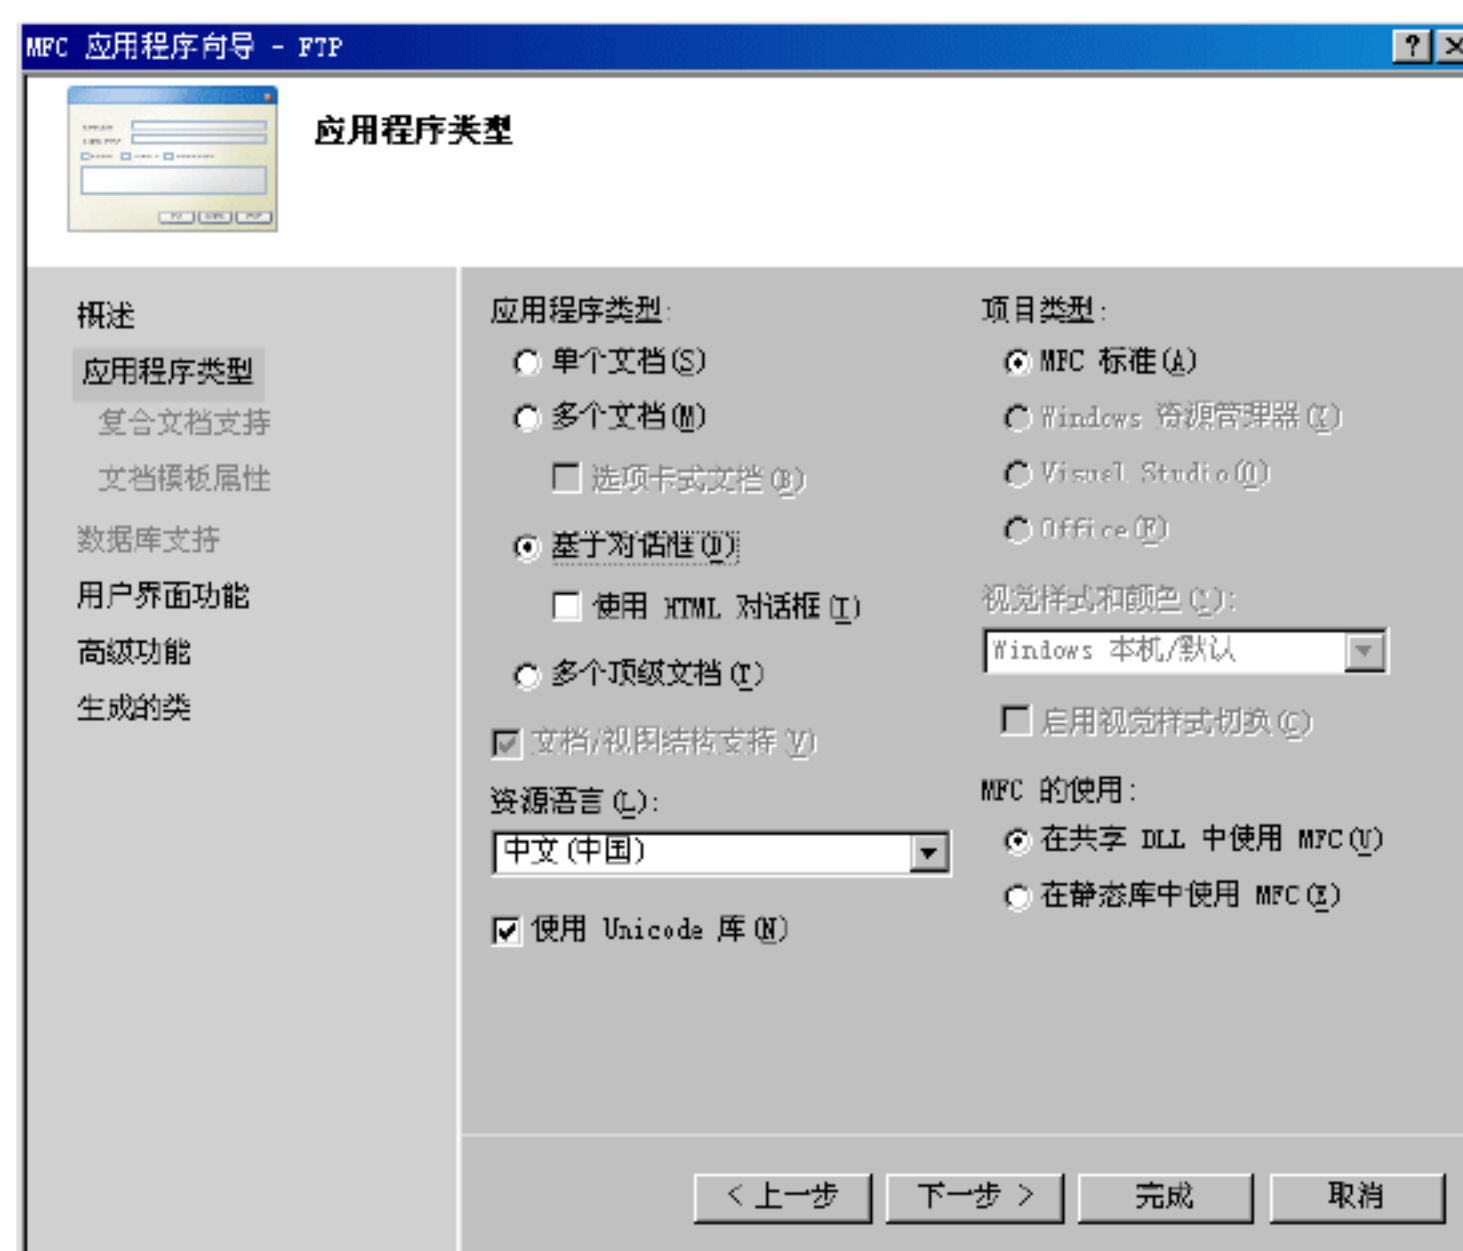 MFC 应用程序向导 - FTP
应用程序类型
概述
应用程序类型
复合文档支持
文档模板属性
数据库支持
用户界面功能
高级功能
生成的类
应用程序类型:
单个文档(S)
多个文档(M)
选项卡式文档(B)
基于对话框(D)
使用 HTML 对话框(I)
多个顶级文档(T)
文档/视图结构支持(V)
资源语言(L):
中文(中国)
使用 Unicode 库(N)
项目类型:
MFC 标准(A)
Windows 资源管理器(X)
Visual Studio(O)
Office(F)
视觉样式和颜色(Y):
Windows 本机/默认
启用视觉样式切换(C)
MFC 的使用:
在共享 DLL 中使用 MFC(U)
在静态库中使用 MFC(E)
< 上一步
下一步 >
完成
取消